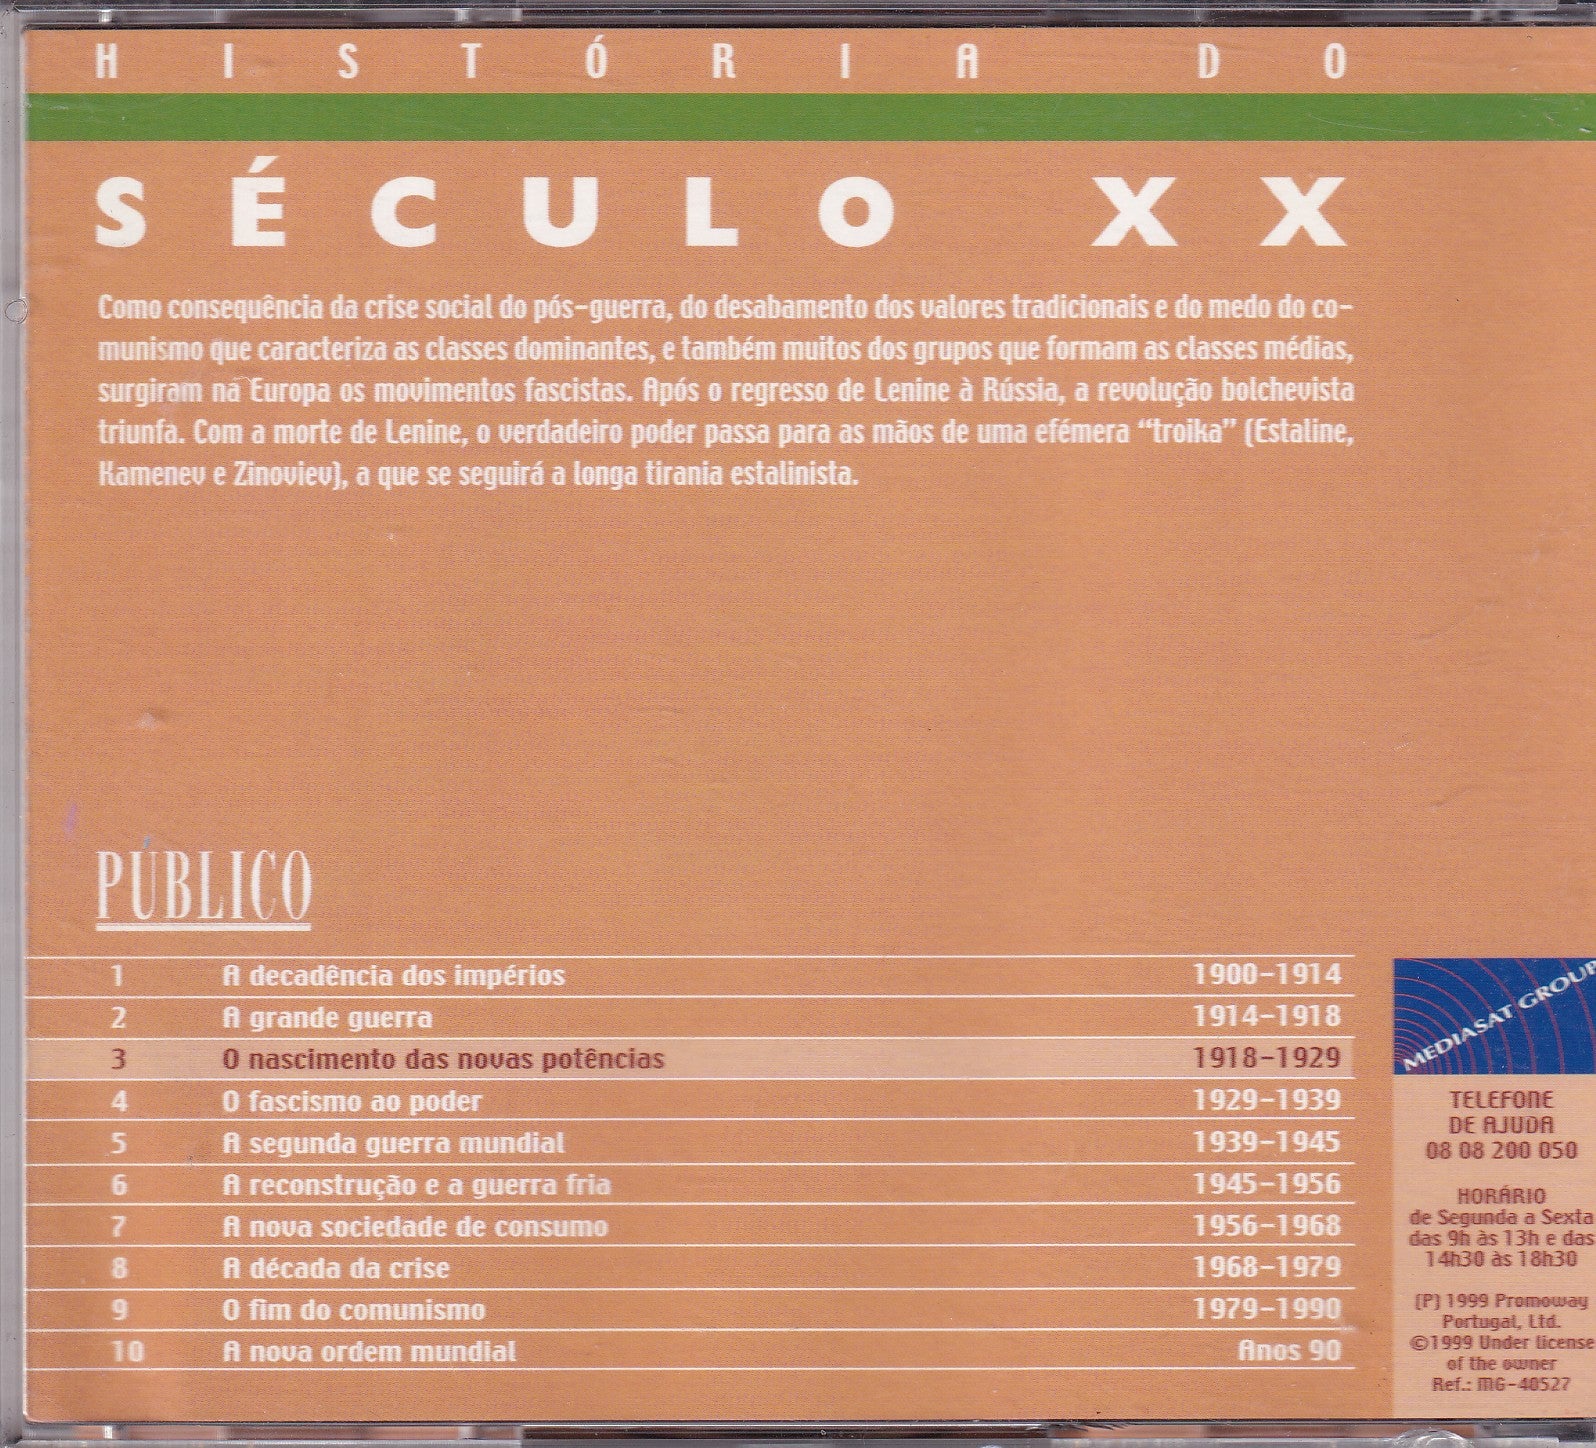 HISTÓRIA DO
SÉCULO XX
Como consequência da crise social do pós-guerra, do desabamento dos valores tradicionais e do medo do co-
munismo que caracteriza as classes dominantes, e também muitos dos grupos que formam as classes médias,
surgiram na Europa os movimentos fascistas. Após o regresso de Lenine à Rússia, a revolução bolchevista
triunfa. Com a morte de Lenine, o verdadeiro poder passa para as mãos de uma efémera “troika” (Estaline,
Kamenev e Zinoviev), a que se seguirá a longa tirania estalinista.
PÚBLICO
1 A decadência dos impérios 1900-1914
2 A grande guerra 1914-1918
3 O nascimento das novas potências 1918-1929
4 O fascismo ao poder 1929-1939
5 A segunda guerra mundial 1939-1945
6 A reconstrução e a guerra fria 1945-1956
7 A nova sociedade de consumo 1956-1968
8 A década da crise 1968-1979
9 O fim do comunismo 1979-1990
10 A nova ordem mundial Anos 90
MEDIASAT GROUP
TELEFONE
DE AJUDA
08 08 200 050
HORÁRIO
de Segunda a Sexta
das 9h às 13h e das
14h30 às 18h30
(P) 1999 Promoway
Portugal, Ltd.
©1999 Under license
of the owner
Ref.: MG-40527